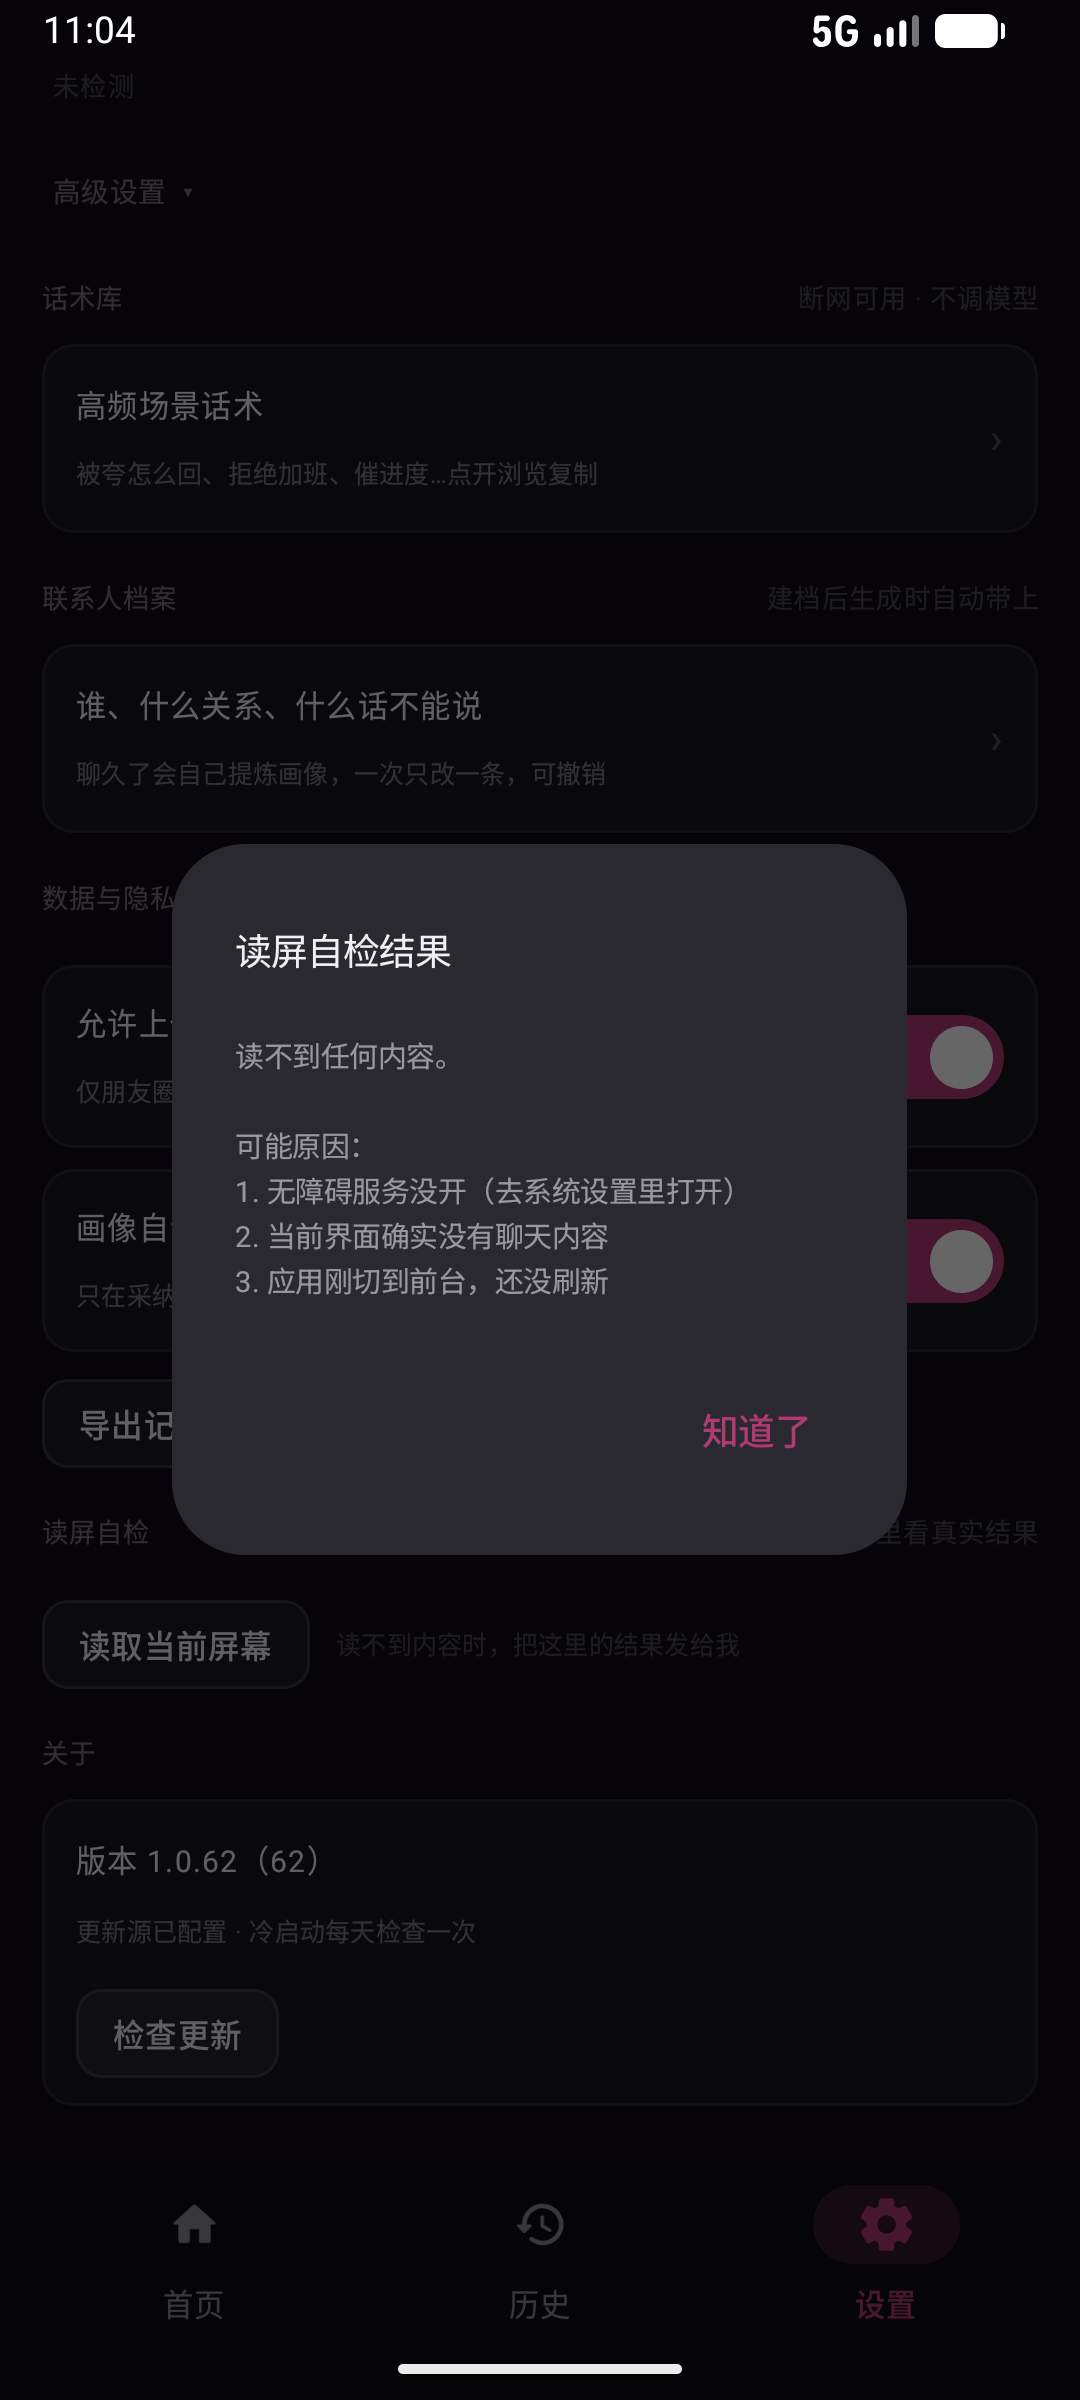 11:04
5G
未检测
高级设置 ▾
话术库
断网可用 · 不调模型
高频场景话术
被夸怎么回、拒绝加班、催进度…点开浏览复制
联系人档案
建档后生成时自动带上
谁、什么关系、什么话不能说
聊久了会自己提炼画像，一次只改一条，可撤销
数据与隐私
允许上
仅朋友圈
画像自
只在采纳
导出记
读屏自检结果
读不到任何内容。
可能原因：
1. 无障碍服务没开（去系统设置里打开）
2. 当前界面确实没有聊天内容
3. 应用刚切到前台，还没刷新
知道了
读屏自检
里看真实结果
读取当前屏幕
读不到内容时，把这里的结果发给我
关于
版本 1.0.62（62）
更新源已配置 · 冷启动每天检查一次
检查更新
首页
历史
设置